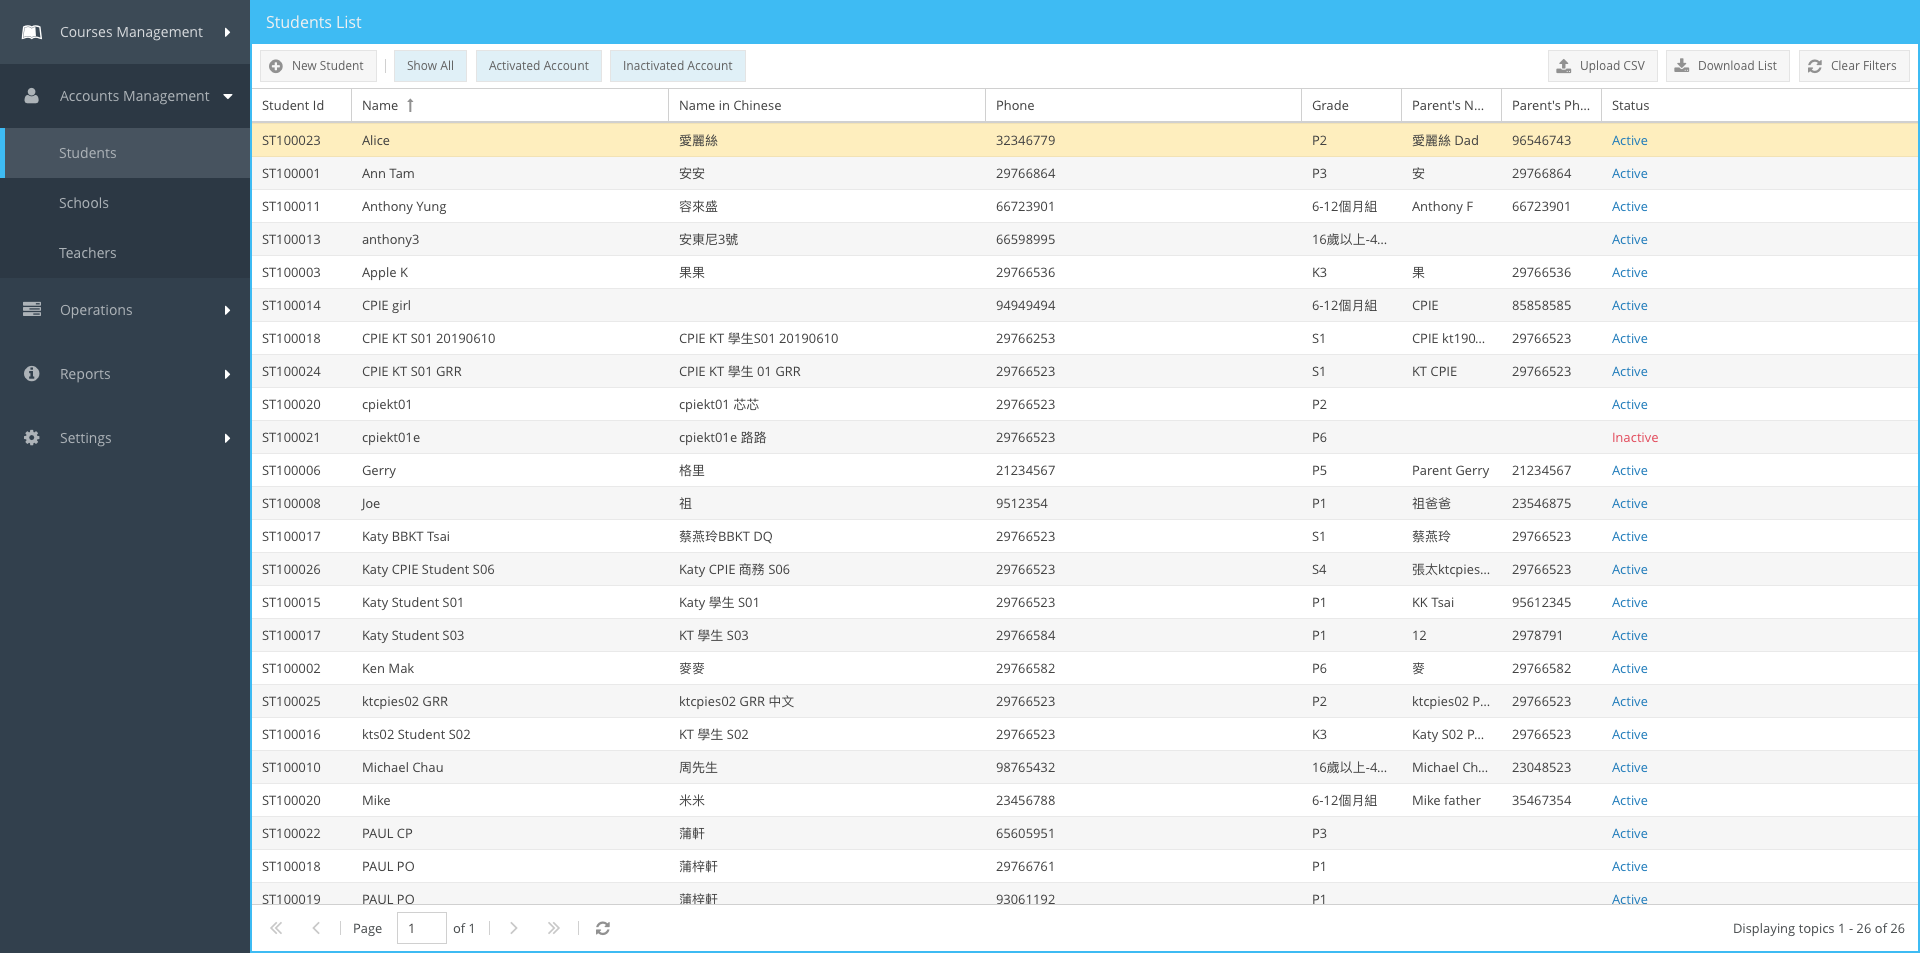 Courses Management
Accounts Management
Students
Schools
Teachers
Operations
Reports
Settings
Students List
New Student Show All Activated Account Inactivated Account Upload CSV Download List Clear Filters
Student Id Name Name in Chinese Phone Grade Parent's N... Parent's Ph... Status
ST100023 Alice 愛麗絲 32346779 P2 愛麗絲 Dad 96546743 Active
ST100001 Ann Tam 安安 29766864 P3 安 29766864 Active
ST100011 Anthony Yung 容來盛 66723901 6-12個月組 Anthony F 66723901 Active
ST100013 anthony3 安東尼3號 66598995 16歲以上-4... Active
ST100003 Apple K 果果 29766536 K3 果 29766536 Active
ST100014 CPIE girl 94949494 6-12個月組 CPIE 85858585 Active
ST100018 CPIE KT S01 20190610 CPIE KT 學生S01 20190610 29766253 S1 CPIE kt190... 29766523 Active
ST100024 CPIE KT S01 GRR CPIE KT 學生 01 GRR 29766523 S1 KT CPIE 29766523 Active
ST100020 cpiekt01 cpiekt01 芯芯 29766523 P2 Active
ST100021 cpiekt01e cpiekt01e 路路 29766523 P6 Inactive
ST100006 Gerry 格里 21234567 P5 Parent Gerry 21234567 Active
ST100008 Joe 祖 9512354 P1 祖爸爸 23546875 Active
ST100017 Katy BBKT Tsai 蔡燕玲BBKT DQ 29766523 S1 蔡燕玲 29766523 Active
ST100026 Katy CPIE Student S06 Katy CPIE 商務 S06 29766523 S4 張太ktcpies... 29766523 Active
ST100015 Katy Student S01 Katy 學生 S01 29766523 P1 KK Tsai 95612345 Active
ST100017 Katy Student S03 KT 學生 S03 29766584 P1 12 2978791 Active
ST100002 Ken Mak 麥麥 29766582 P6 麥 29766582 Active
ST100025 ktcpies02 GRR ktcpies02 GRR 中文 29766523 P2 ktcpies02 P... 29766523 Active
ST100016 kts02 Student S02 KT 學生 S02 29766523 K3 Katy S02 P... 29766523 Active
ST100010 Michael Chau 周先生 98765432 16歲以上-4... Michael Ch... 23048523 Active
ST100020 Mike 米米 23456788 6-12個月組 Mike father 35467354 Active
ST100022 PAUL CP 蒲軒 65605951 P3 Active
ST100018 PAUL PO 蒲梓軒 29766761 P1 Active
ST100019 PAUL PO 蒲梓軒 93061192 P1 Active
Page 1 of 1 Displaying topics 1 - 26 of 26